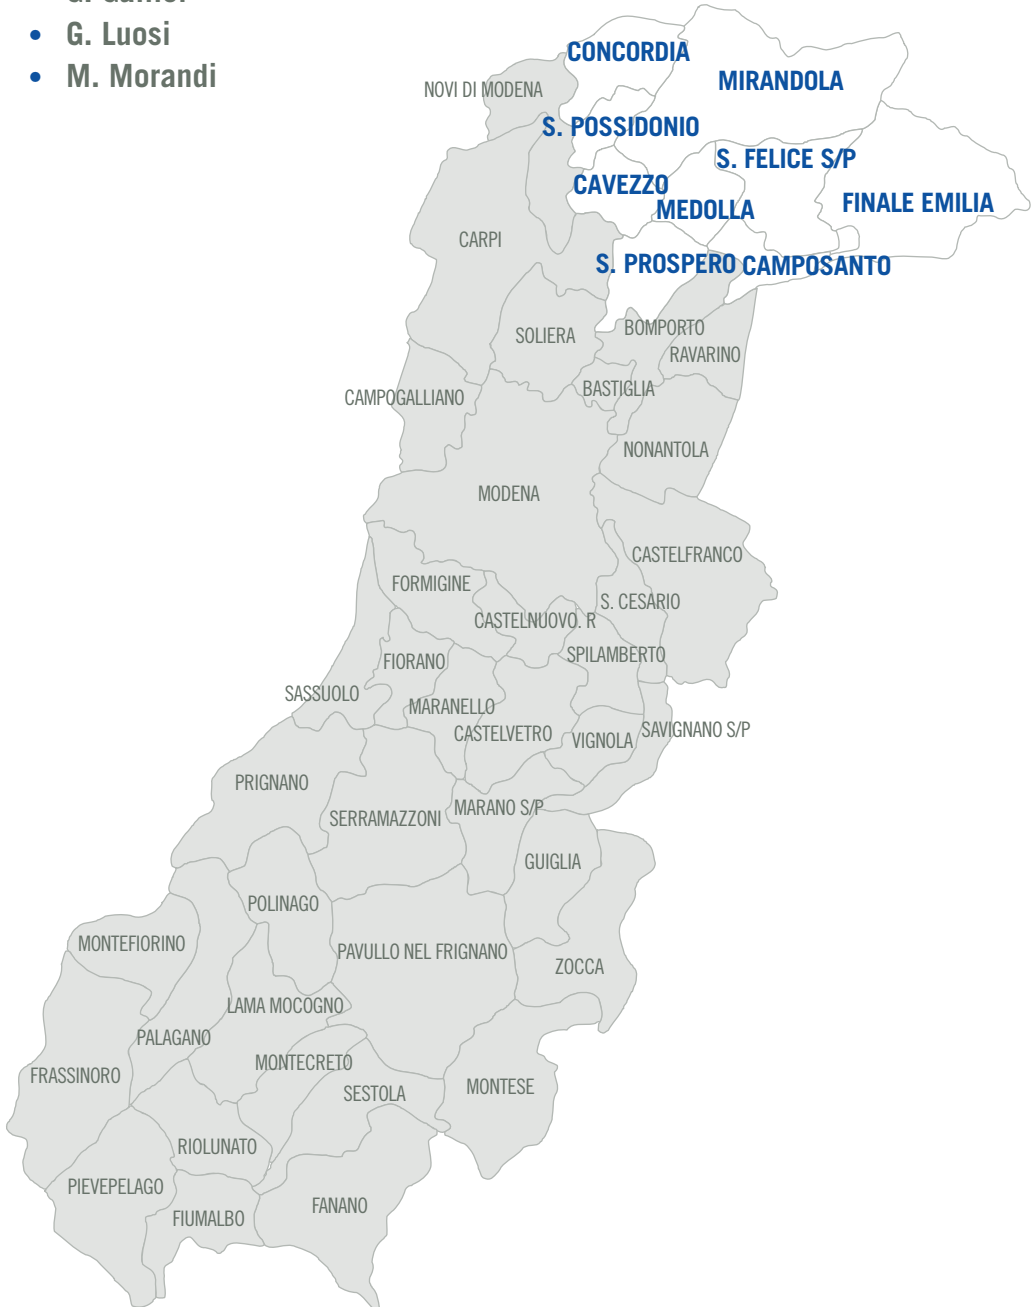 • G. Luosi
• M. Morandi
CONCORDIA
MIRANDOLA
NOVI DI MODENA
S. POSSIDONIO
S. FELICE S/P
CAVEZZO
MEDOLLA
FINALE EMILIA
CARPI
S. PROSPERO
CAMPOSANTO
SOLIERA
BOMPORTO
RAVARINO
BASTIGLIA
CAMPOGALLIANO
NONANTOLA
MODENA
CASTELFRANCO
FORMIGINE
S. CESARIO
CASTELNUOVO. R
SPILAMBERTO
FIORANO
SASSUOLO
MARANELLO
CASTELVETRO
VIGNOLA
SAVIGNANO S/P
PRIGNANO
MARANO S/P
SERRAMAZZONI
GUIGLIA
POLINAGO
MONTEFIORINO
PAVULLO NEL FRIGNANO
ZOCCA
LAMA MOCOGNO
PALAGANO
MONTECRETO
FRASSINORO
SESTOLA
MONTESE
RIOLUNATO
PIEVEPELAGO
FIUMALBO
FANANO